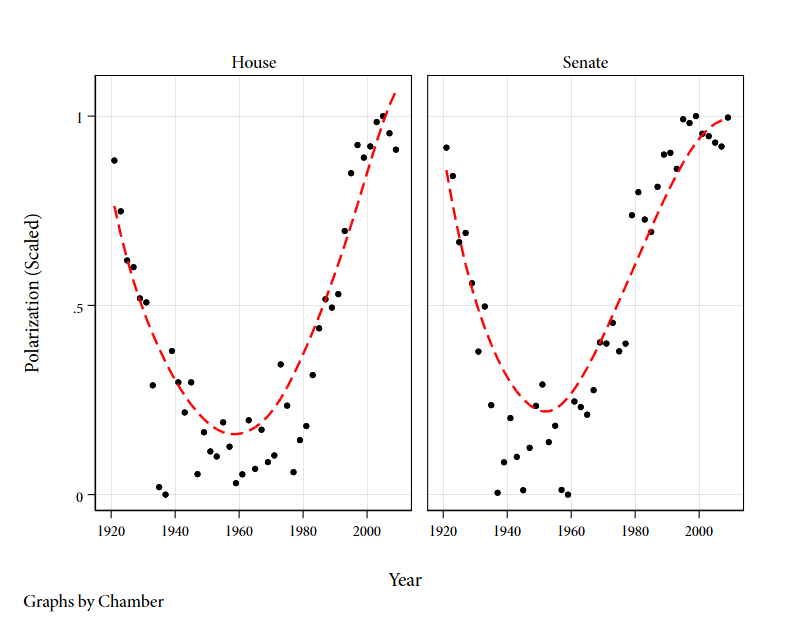 House
Senate
Polarization (Scaled)
1
.5
0
1920 1940 1960 1980 2000
1920 1940 1960 1980 2000
Year
Graphs by Chamber